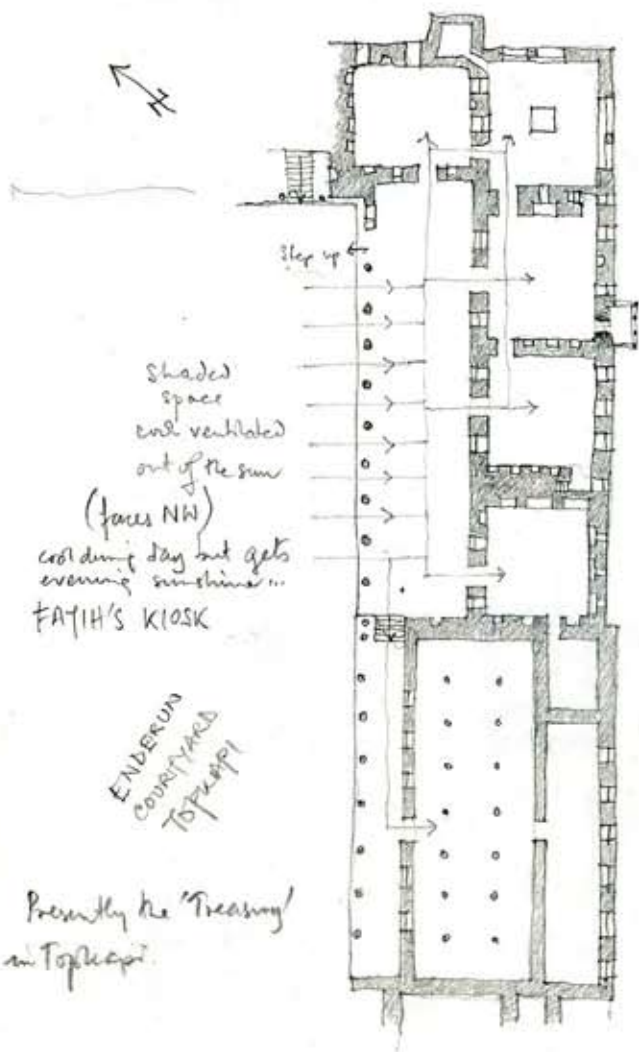 N
Step up
shaded
space
cool ventilated
out of the sun
(faces NW)
cool during day but gets
evening sunshine...
FATIH'S KIOSK
ENDERUN
COURTYARD
TOPKAPI
Presently the 'Treasury'
in Topkapi.